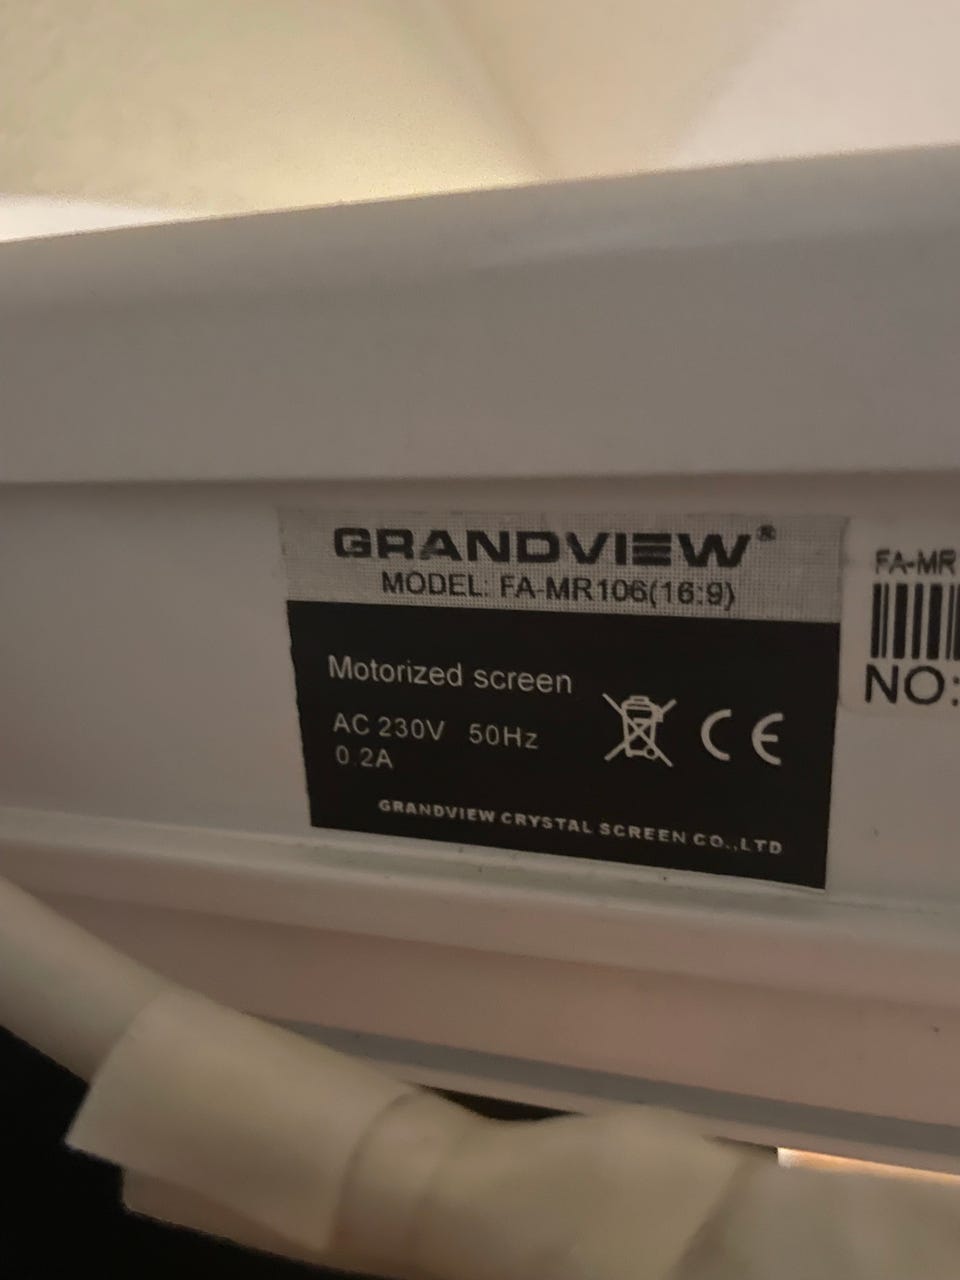 GRANDVIEW®
MODEL: FA-MR106(16:9)
Motorized screen
AC 230V 50Hz
0.2A
CE
GRANDVIEW CRYSTAL SCREEN CO.,LTD
FA-MR
NO: